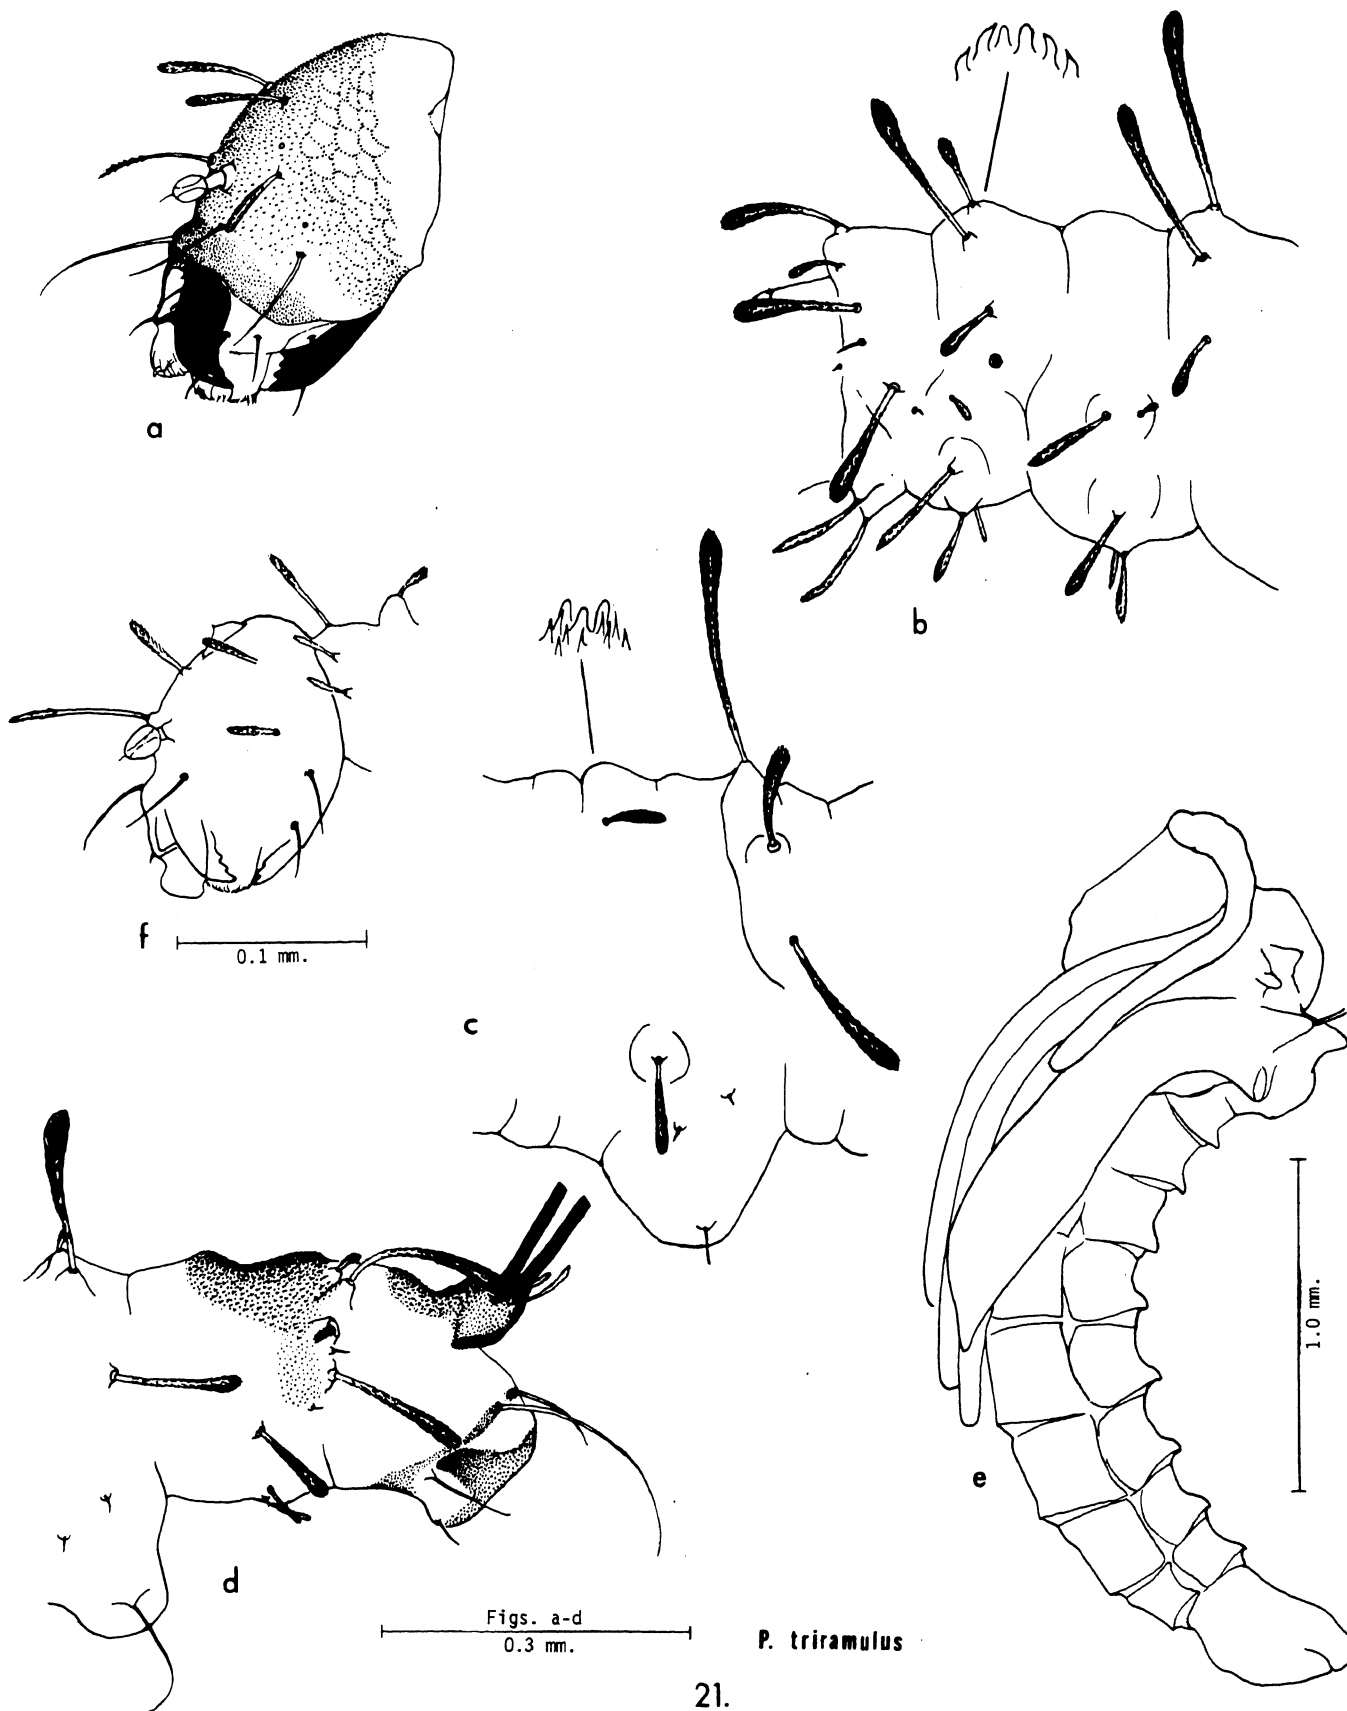 a
b
f
0.1 mm.
c
1.0 mm.
e
d
Figs. a-d
0.3 mm.
P. triramulus
21.